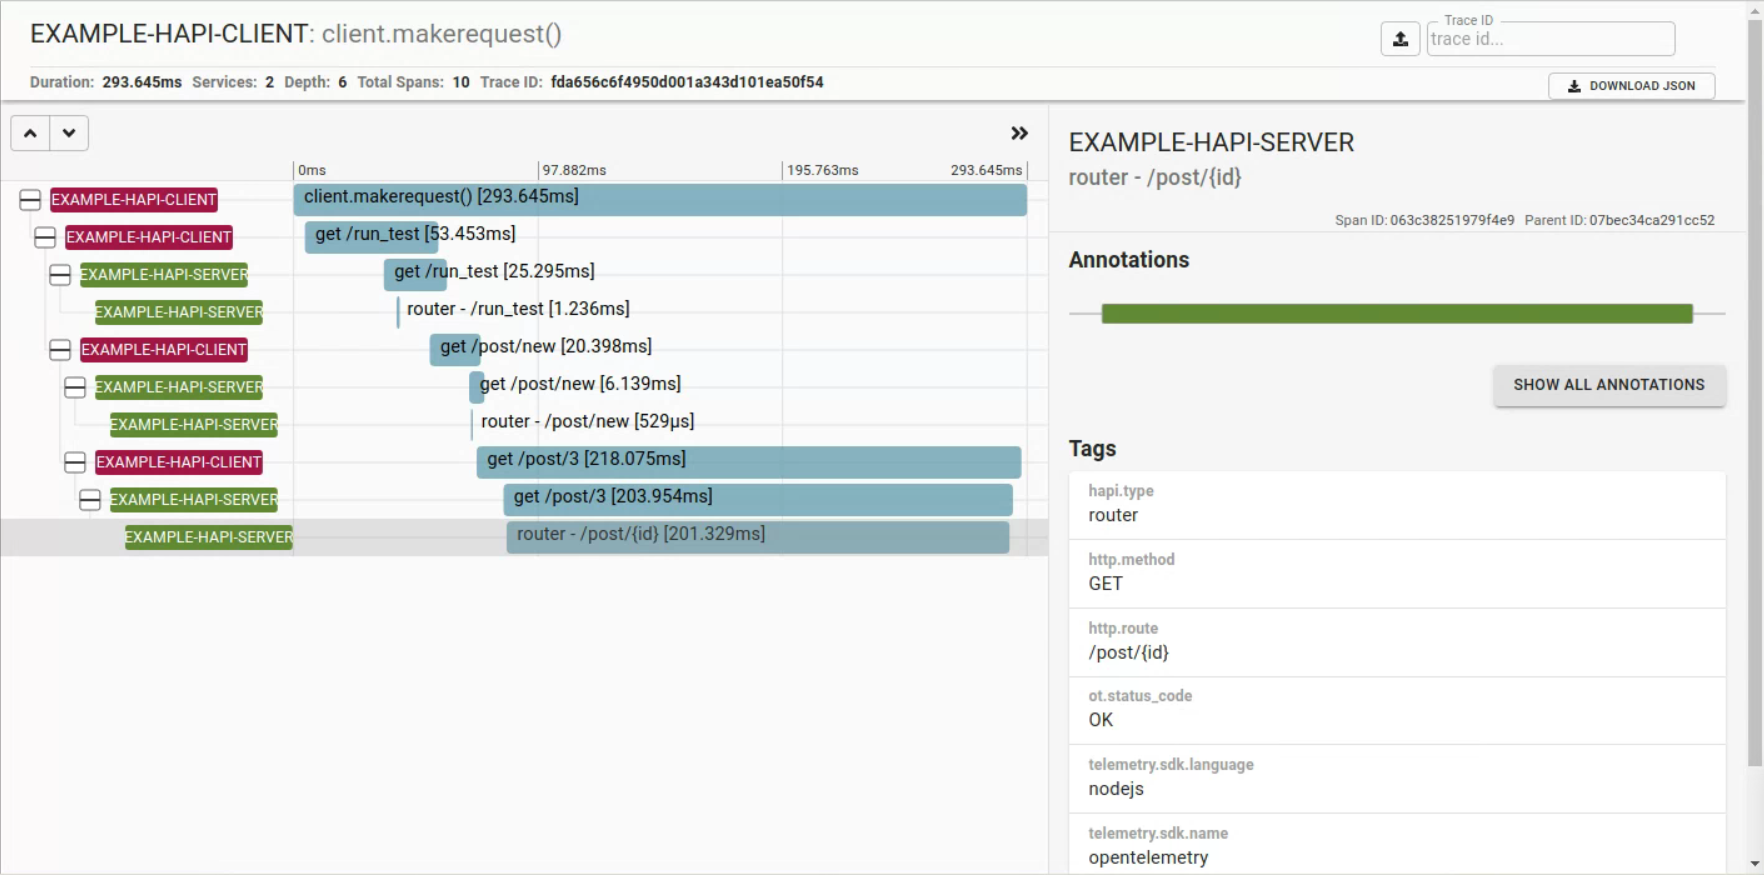 EXAMPLE-HAPI-CLIENT: client.makerequest()
Trace ID
trace id...
Duration: 293.645ms Services: 2 Depth: 6 Total Spans: 10 Trace ID: fda656c6f4950d001a343d101ea50f54
DOWNLOAD JSON
0ms 97.882ms 195.763ms 293.645ms
EXAMPLE-HAPI-CLIENT client.makerequest() [293.645ms]
EXAMPLE-HAPI-CLIENT get /run_test [53.453ms]
EXAMPLE-HAPI-SERVER get /run_test [25.295ms]
EXAMPLE-HAPI-SERVER router - /run_test [1.236ms]
EXAMPLE-HAPI-CLIENT get /post/new [20.398ms]
EXAMPLE-HAPI-SERVER get /post/new [6.139ms]
EXAMPLE-HAPI-SERVER router - /post/new [529μs]
EXAMPLE-HAPI-CLIENT get /post/3 [218.075ms]
EXAMPLE-HAPI-SERVER get /post/3 [203.954ms]
EXAMPLE-HAPI-SERVER router - /post/{id} [201.329ms]
EXAMPLE-HAPI-SERVER
router - /post/{id}
Span ID: 063c38251979f4e9 Parent ID: 07bec34ca291cc52
Annotations
SHOW ALL ANNOTATIONS
Tags
hapi.type
router
http.method
GET
http.route
/post/{id}
ot.status_code
OK
telemetry.sdk.language
nodejs
telemetry.sdk.name
opentelemetry